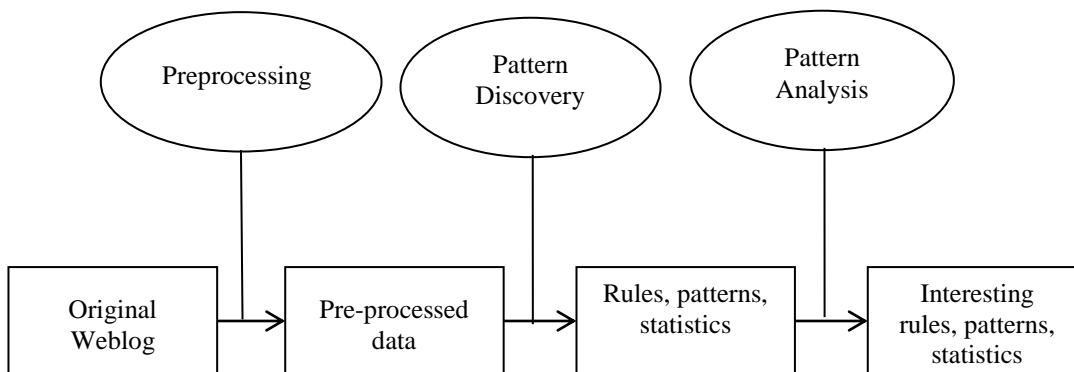 Preprocessing
Pattern
Discovery
Pattern
Analysis
Original
Weblog
Pre-processed
data
Rules, patterns,
statistics
Interesting
rules, patterns,
statistics